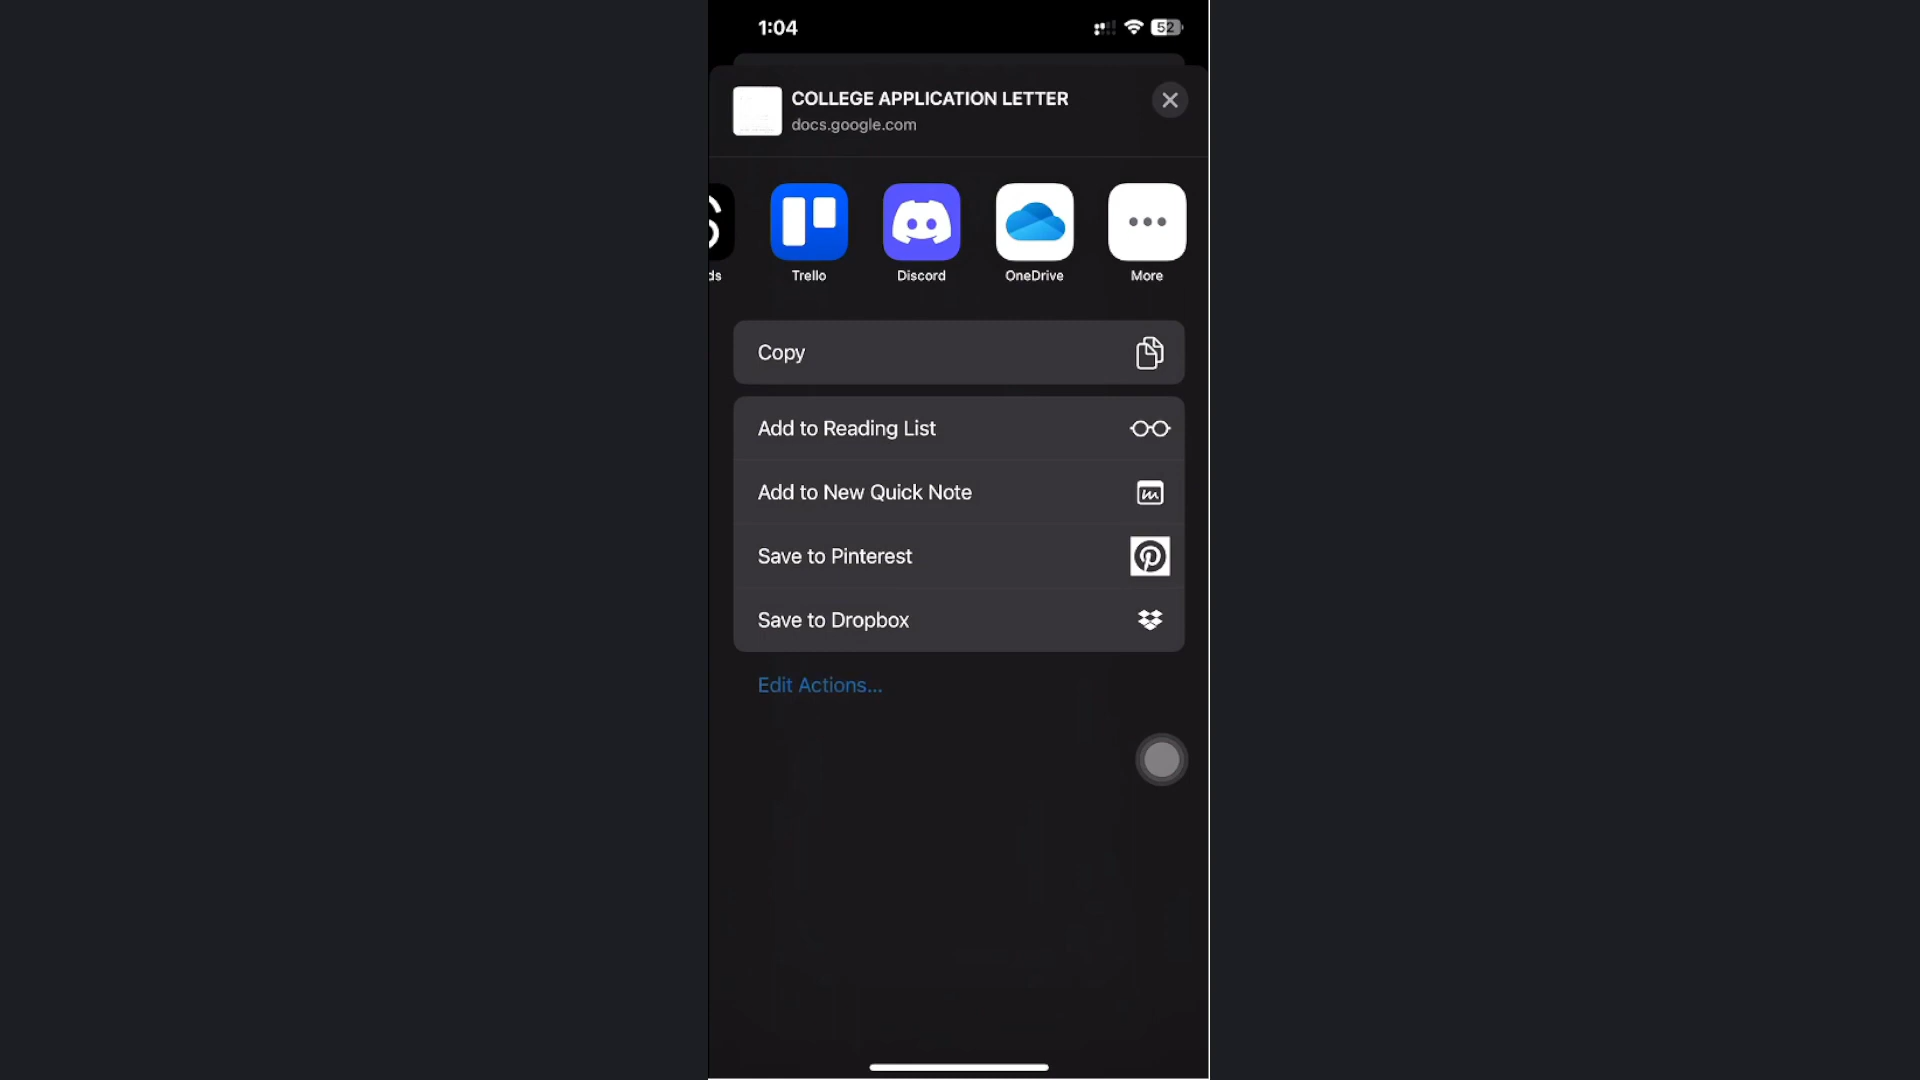 1:04
52
COLLEGE APPLICATION LETTER
docs.google.com
ds
Trello
Discord
OneDrive
More
Copy
Add to Reading List
Add to New Quick Note
Save to Pinterest
Save to Dropbox
Edit Actions...